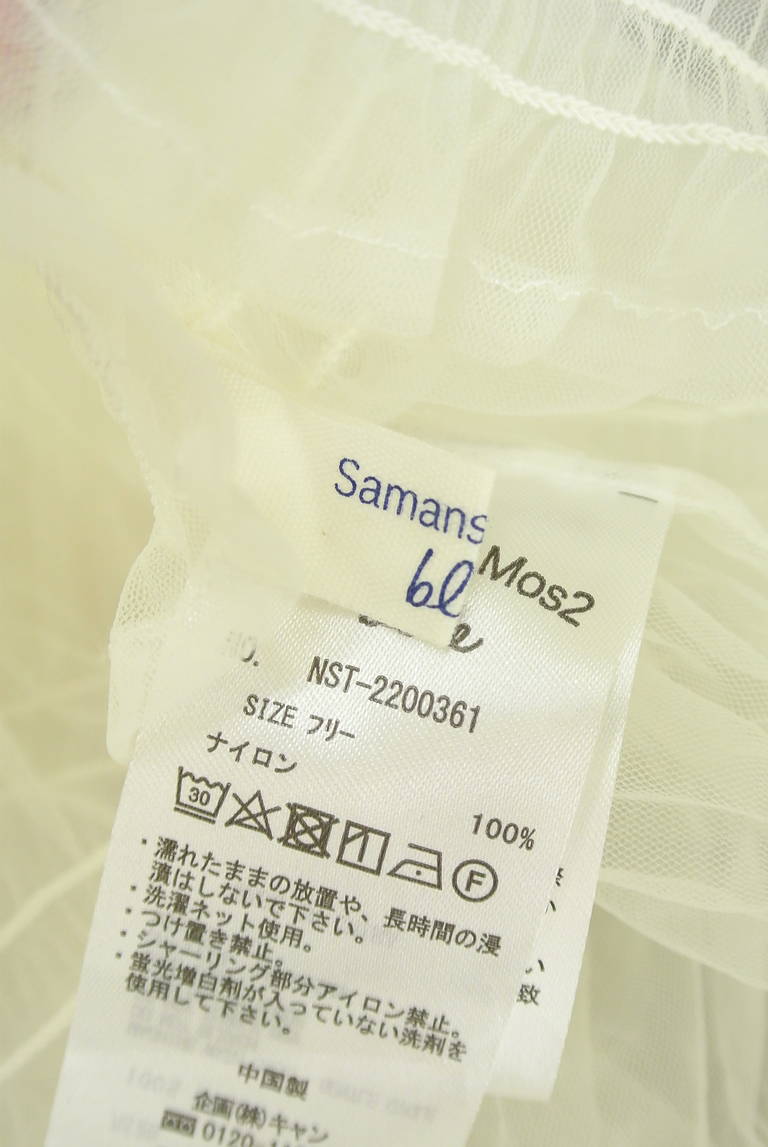 Samans
bl
Mos2
NST-2200361
SIZE フリー
ナイロン
100%
30
F
・濡れたままの放置や、長時間の浸
漬はしないで下さい。
・洗濯ネット使用。
・つけ置き禁止。
・シャーリング部分アイロン禁止。
・蛍光増白剤が入っていない洗剤を
使用して下さい。
い
致
中国製
企画(株)キャン
0120-